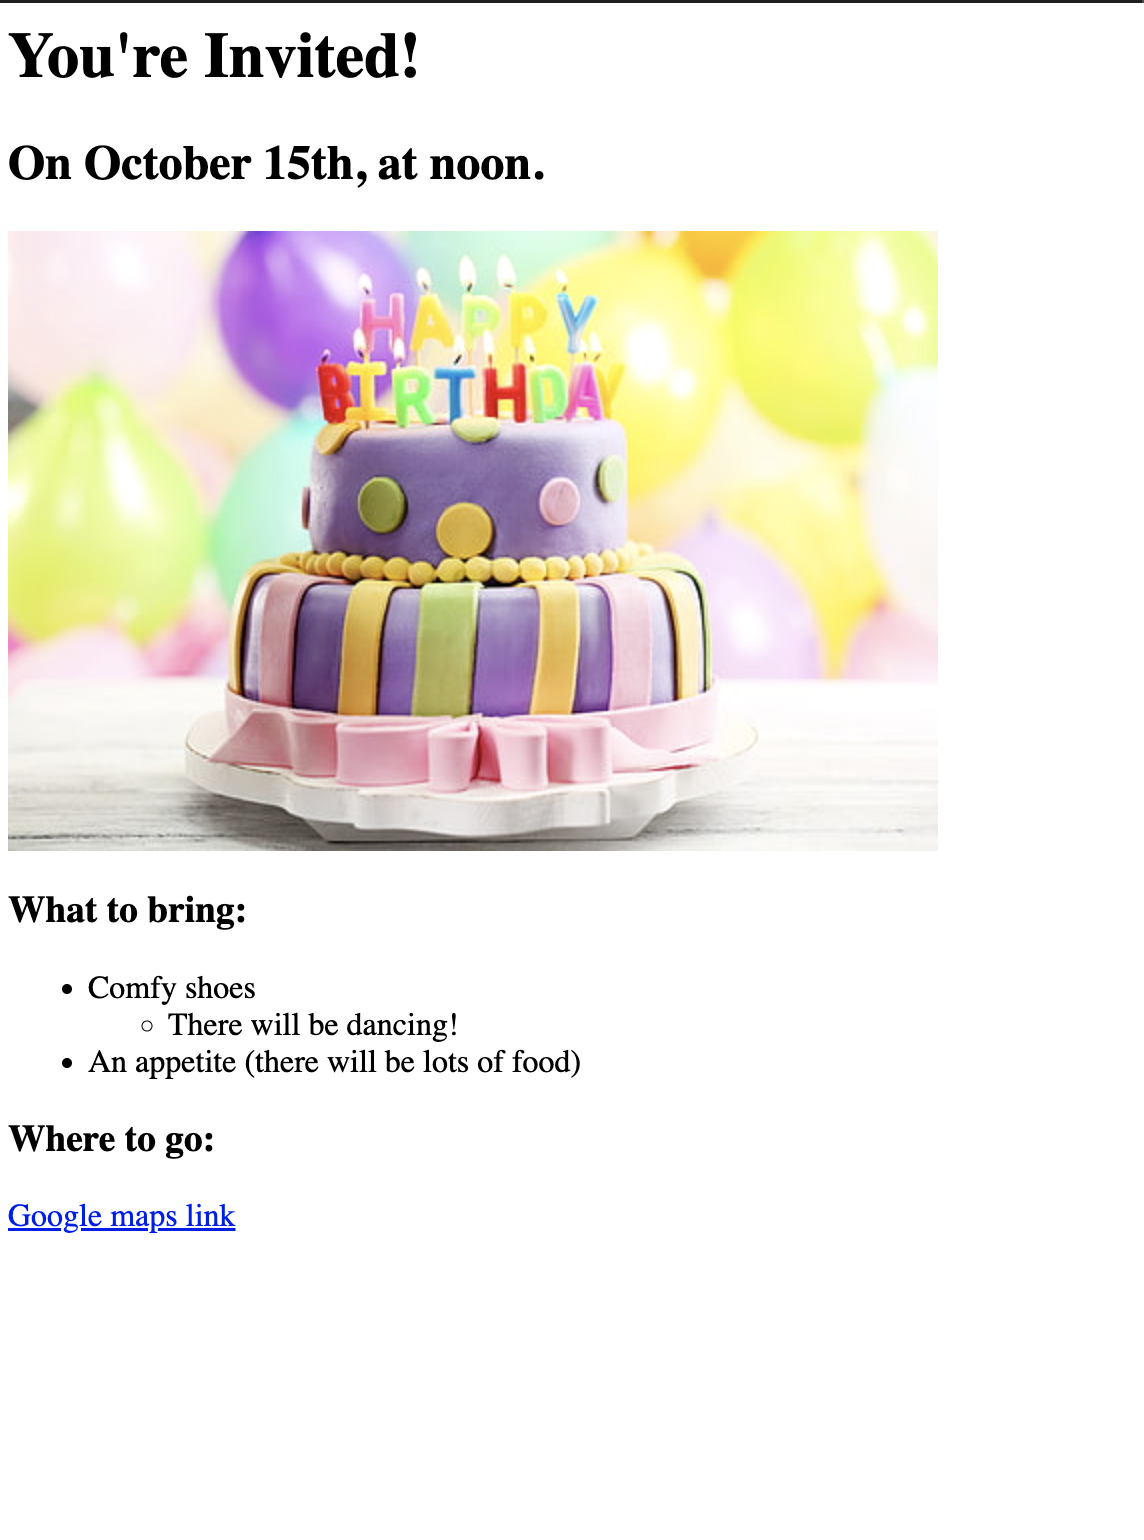 You're Invited!
On October 15th, at noon.
HAPPY
BIRTHDAY
What to bring:
Comfy shoes
There will be dancing!
An appetite (there will be lots of food)
Where to go:
Google maps link